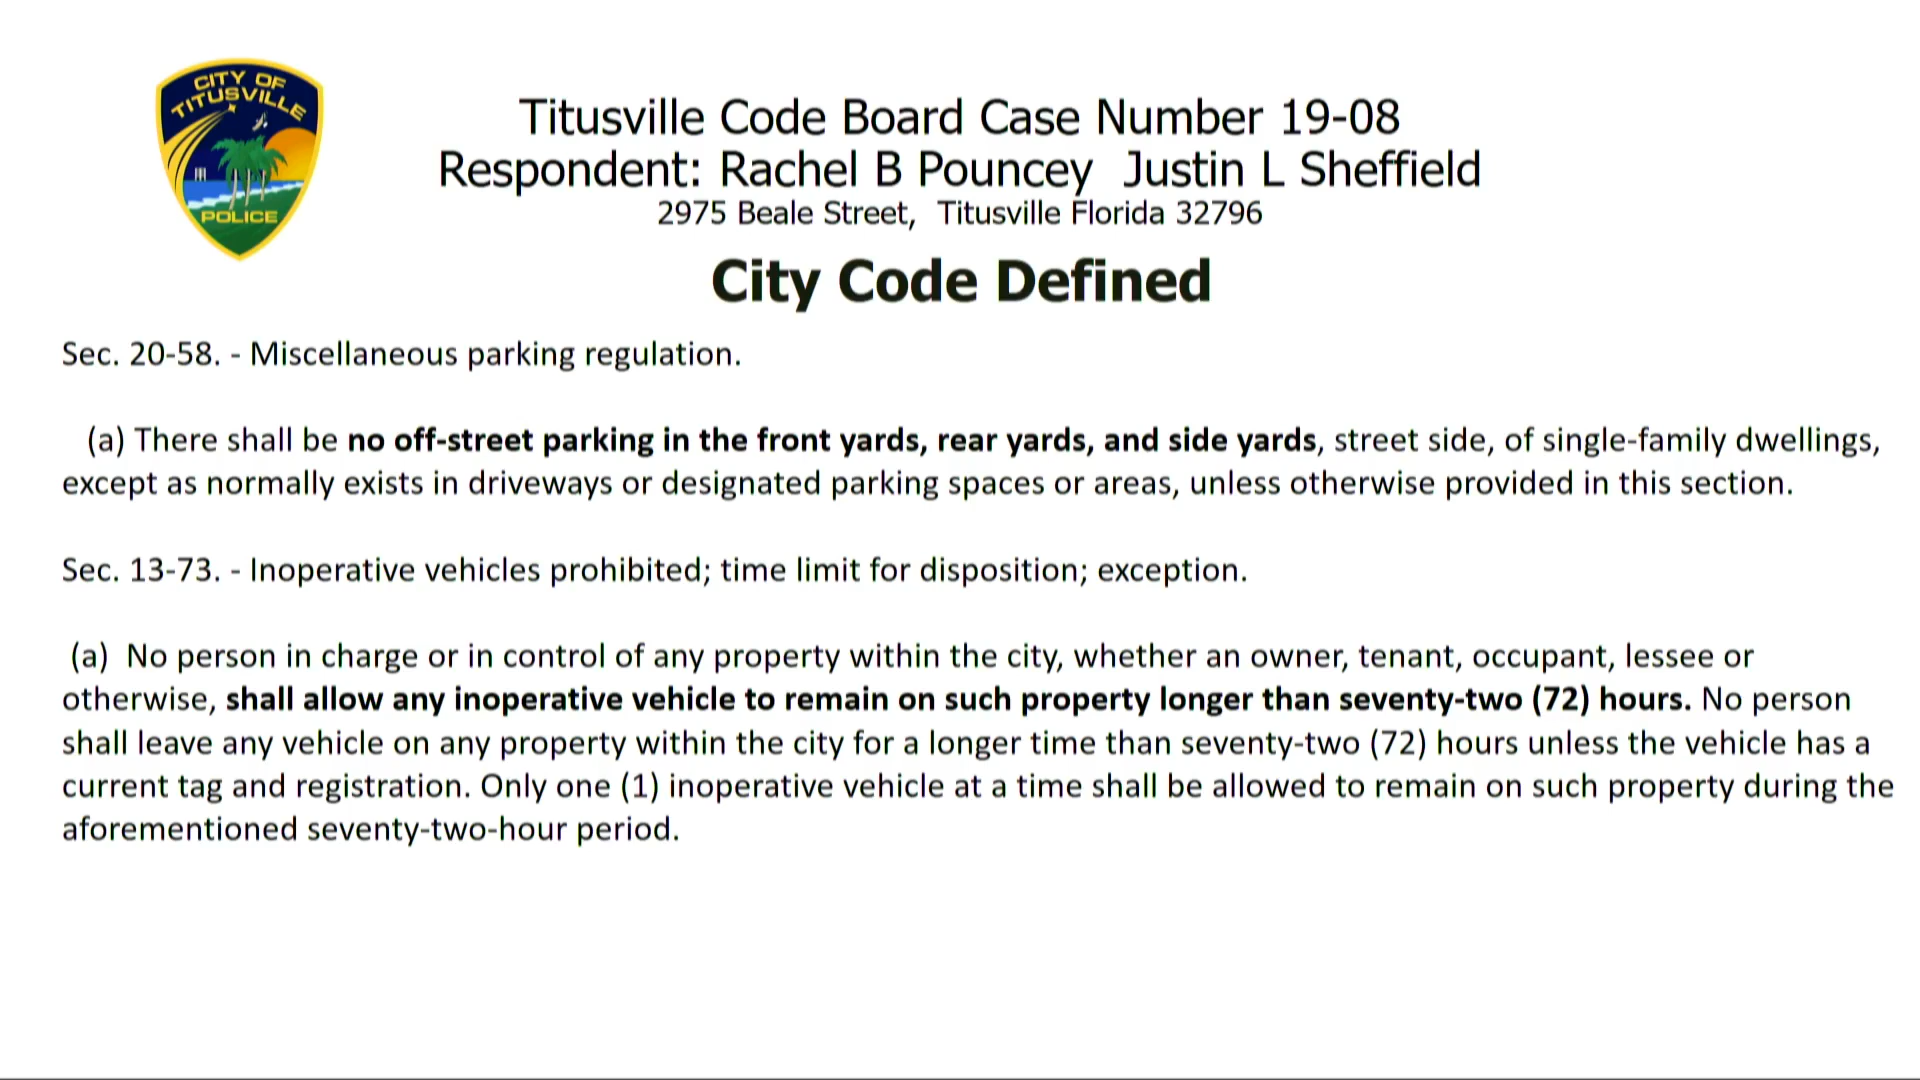 CITY OF
TITUSVILLE
POLICE
Titusville Code Board Case Number 19-08
Respondent: Rachel B Pouncey  Justin L Sheffield
2975 Beale Street,  Titusville Florida 32796
City Code Defined
Sec. 20-58. - Miscellaneous parking regulation.
(a) There shall be no off-street parking in the front yards, rear yards, and side yards, street side, of single-family dwellings,
except as normally exists in driveways or designated parking spaces or areas, unless otherwise provided in this section.
Sec. 13-73. - Inoperative vehicles prohibited; time limit for disposition; exception.
(a)  No person in charge or in control of any property within the city, whether an owner, tenant, occupant, lessee or
otherwise, shall allow any inoperative vehicle to remain on such property longer than seventy-two (72) hours. No person
shall leave any vehicle on any property within the city for a longer time than seventy-two (72) hours unless the vehicle has a
current tag and registration. Only one (1) inoperative vehicle at a time shall be allowed to remain on such property during the
aforementioned seventy-two-hour period.